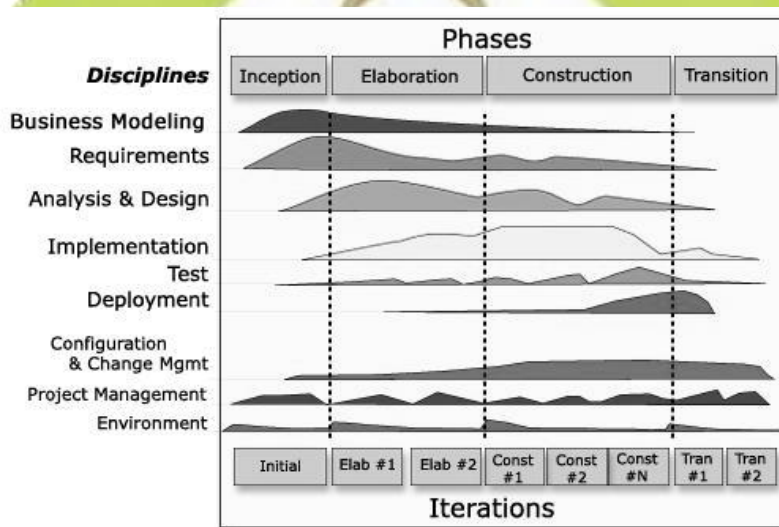 Phases
Disciplines Inception Elaboration Construction Transition
Business Modeling
Requirements
Analysis & Design
Implementation
Test
Deployment
Configuration
& Change Mgmt
Project Management
Environment
Initial Elab #1 Elab #2 Const #1 Const #2 Const #N Tran #1 Tran #2
Iterations